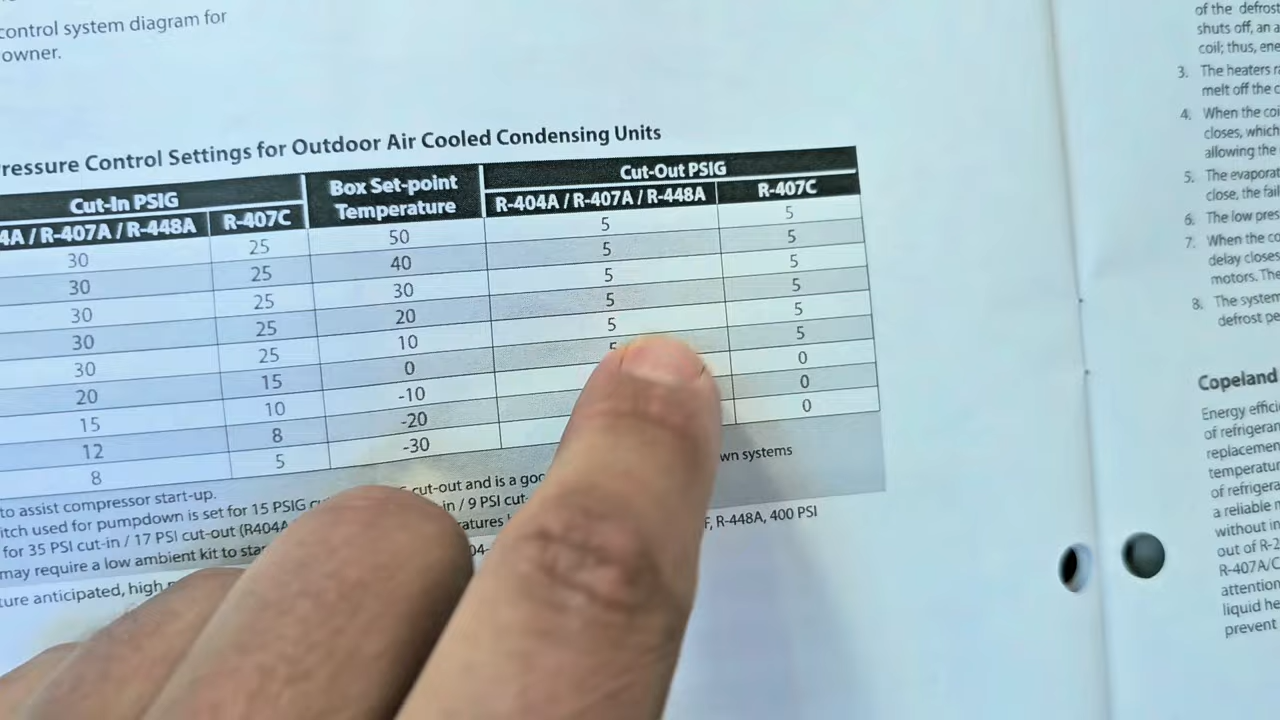 control system diagram for
owner.
ressure Control Settings for Outdoor Air Cooled Condensing Units
Cut-In PSIG Box Set-point Temperature Cut-Out PSIG
4A / R-407A / R-448A R-407C R-404A / R-407A / R-448A R-407C
30 25 50 5 5
30 25 40 5 5
30 25 30 5 5
30 25 20 5 5
30 25 10 5 5
20 15 0 5 5
15 10 -10 0
12 8 -20 0
8 5 -30 0
to assist compressor start-up.
itch used for pumpdown is set for 15 PSIG cut-out and is a goo wn systems
for 35 PSI cut-in / 17 PSI cut-out (R404A in / 9 PSI cut-
may require a low ambient kit to star atures 04- F, R-448A, 400 PSI
ture anticipated, high
of the defrost
shuts off, an a
coil; thus, ene
3. The heaters r
melt off the c
4. When the coi
closes, which
allowing the
5. The evaporat
close, the fai
6. The low pres
7. When the co
delay closes
motors. The
8. The system
defrost pe
Copeland
Energy effici
of refrigeran
replacemen
temperatur
of refrigera
a reliable
without in
out of R-2
R-407A/C
attention
liquid he
prevent